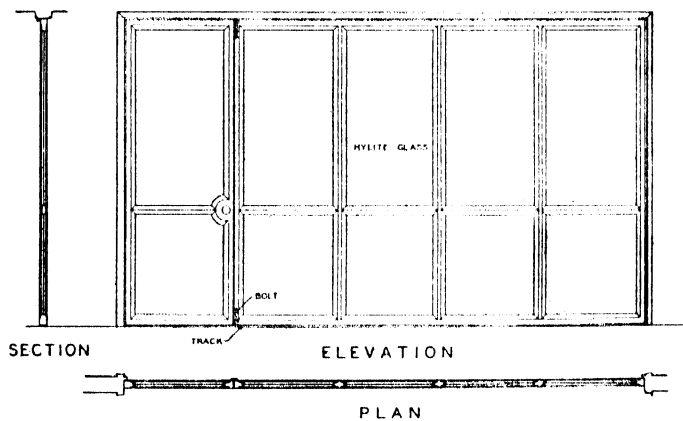 HYLITE GLASS
BOLT
TRACK
SECTION
ELEVATION
PLAN